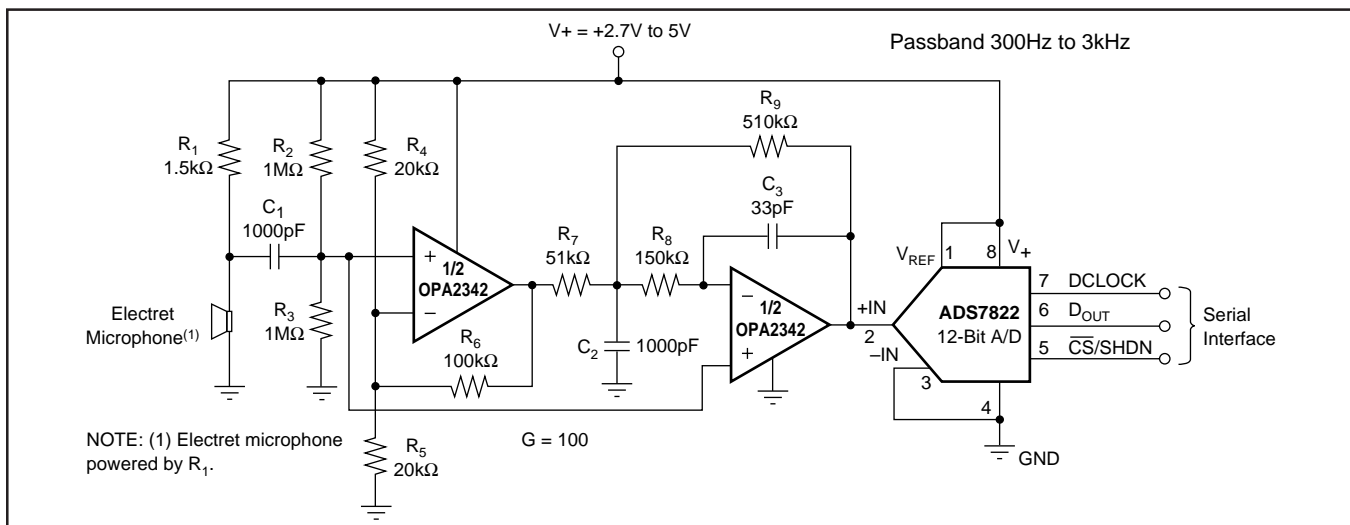 V+ = +2.7V to 5V
Passband 300Hz to 3kHz
R9
510kΩ
R1
1.5kΩ
R2
1MΩ
R4
20kΩ
C3
33pF
C1
1000pF
R7
51kΩ
R8
150kΩ
VREF
1
8
V+
+
1/2
OPA2342
−
−
1/2
OPA2342
+
7
DCLOCK
Electret
Microphone(1)
R3
1MΩ
R6
100kΩ
C2
1000pF
+IN
2
−IN
3
ADS7822
12-Bit A/D
6
DOUT
5
C̅S̅/SHDN
Serial
Interface
4
NOTE: (1) Electret microphone
powered by R1.
R5
20kΩ
G = 100
GND